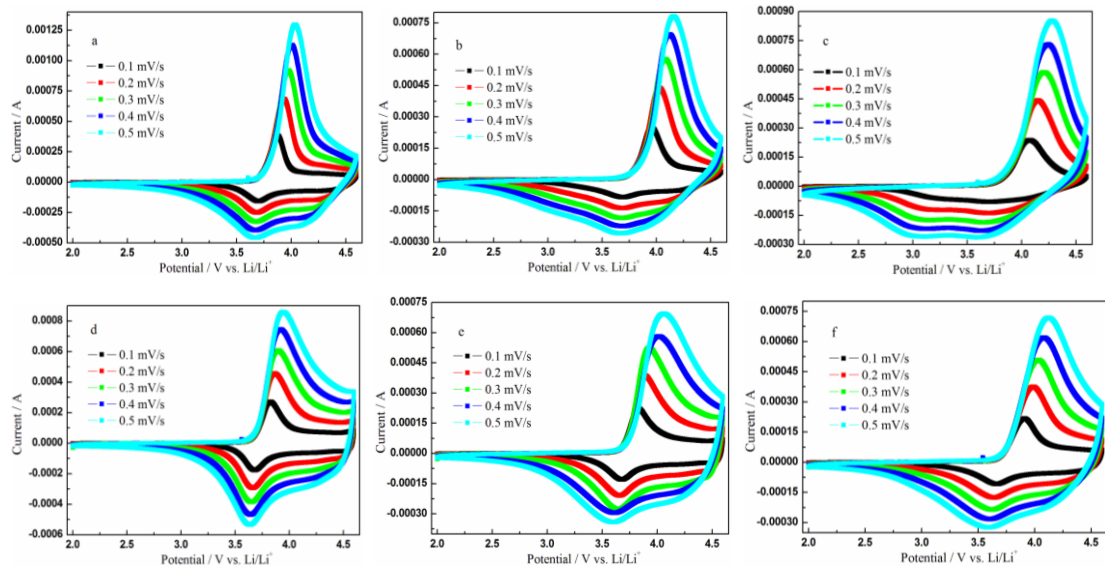 a
0.1 mV/s
0.2 mV/s
0.3 mV/s
0.4 mV/s
0.5 mV/s
0.00125
0.00100
0.00075
0.00050
0.00025
0.00000
-0.00025
-0.00050
Current / A
2.0 2.5 3.0 3.5 4.0 4.5
Potential / V vs. Li/Li⁺
b
0.1 mV/s
0.2 mV/s
0.3 mV/s
0.4 mV/s
0.5 mV/s
0.00075
0.00060
0.00045
0.00030
0.00015
0.00000
-0.00015
-0.00030
Current / A
2.0 2.5 3.0 3.5 4.0 4.5
Potential / V vs. Li/Li⁺
c
0.1 mV/s
0.2 mV/s
0.3 mV/s
0.4 mV/s
0.5 mV/s
0.00090
0.00075
0.00060
0.00045
0.00030
0.00015
0.00000
-0.00015
-0.00030
Current / A
2.0 2.5 3.0 3.5 4.0 4.5
Potential / V vs. Li/Li⁺
d
0.1 mV/s
0.2 mV/s
0.3 mV/s
0.4 mV/s
0.5 mV/s
0.0008
0.0006
0.0004
0.0002
0.0000
-0.0002
-0.0004
-0.0006
Current / A
2.0 2.5 3.0 3.5 4.0 4.5
Potential / V vs. Li/Li⁺
e
0.1 mV/s
0.2 mV/s
0.3 mV/s
0.4 mV/s
0.5 mV/s
0.00075
0.00060
0.00045
0.00030
0.00015
0.00000
-0.00015
-0.00030
Current / A
2.0 2.5 3.0 3.5 4.0 4.5
Potential / V vs. Li/Li⁺
f
0.1 mV/s
0.2 mV/s
0.3 mV/s
0.4 mV/s
0.5 mV/s
0.00075
0.00060
0.00045
0.00030
0.00015
0.00000
-0.00015
-0.00030
Current / A
2.0 2.5 3.0 3.5 4.0 4.5
Potential / V vs. Li/Li⁺